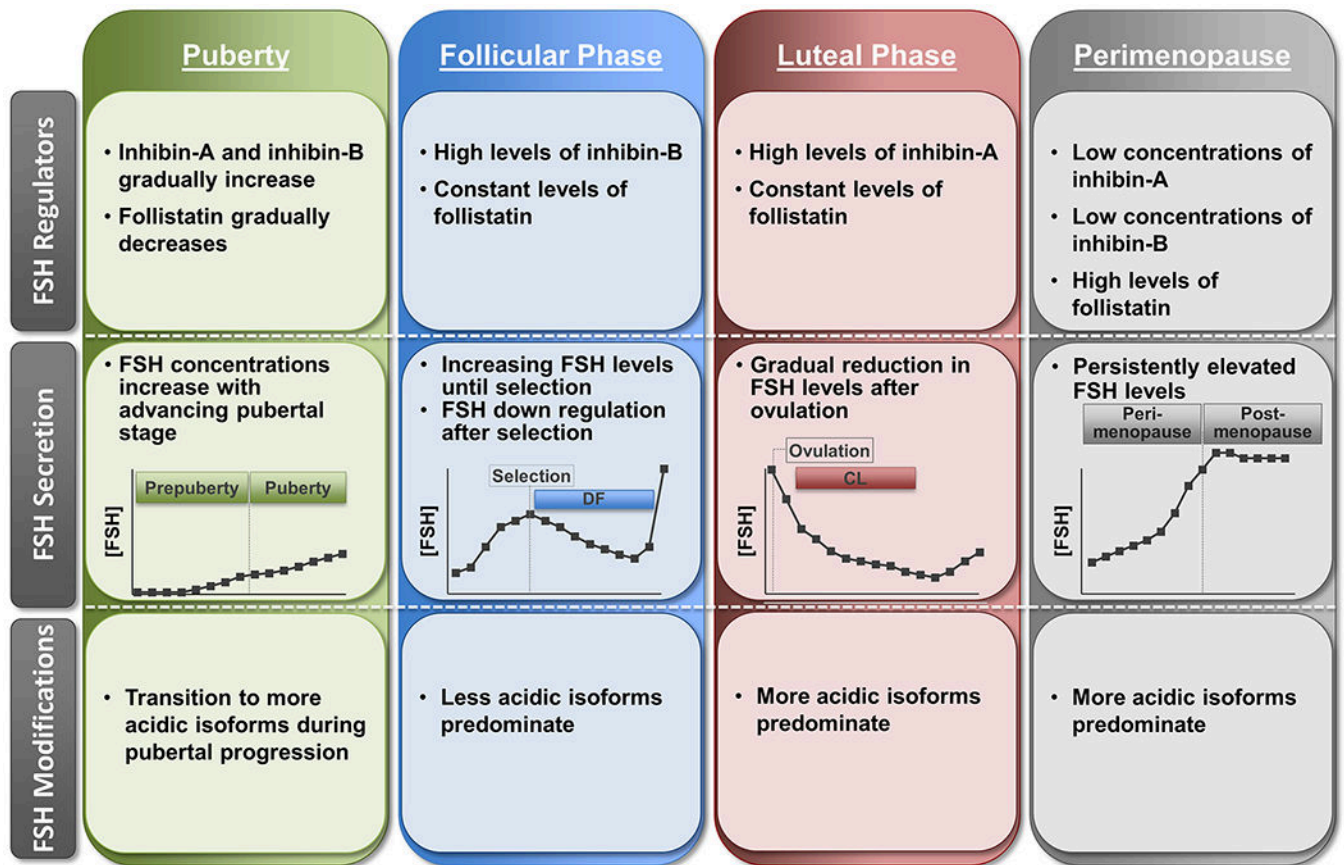 Puberty
Follicular Phase
Luteal Phase
Perimenopause
FSH Regulators
• Inhibin-A and inhibin-B
gradually increase
• Follistatin gradually
decreases
• High levels of inhibin-B
• Constant levels of
follistatin
• High levels of inhibin-A
• Constant levels of
follistatin
• Low concentrations of
inhibin-A
• Low concentrations of
inhibin-B
• High levels of
follistatin
FSH Secretion
• FSH concentrations
increase with
advancing pubertal
stage
[FSH]
Prepuberty
Puberty
• Increasing FSH levels
until selection
• FSH down regulation
after selection
[FSH]
Selection
DF
• Gradual reduction in
FSH levels after
ovulation
[FSH]
Ovulation
CL
• Persistently elevated
FSH levels
[FSH]
Peri-
menopause
Post-
menopause
FSH Modifications
• Transition to more
acidic isoforms during
pubertal progression
• Less acidic isoforms
predominate
• More acidic isoforms
predominate
• More acidic isoforms
predominate